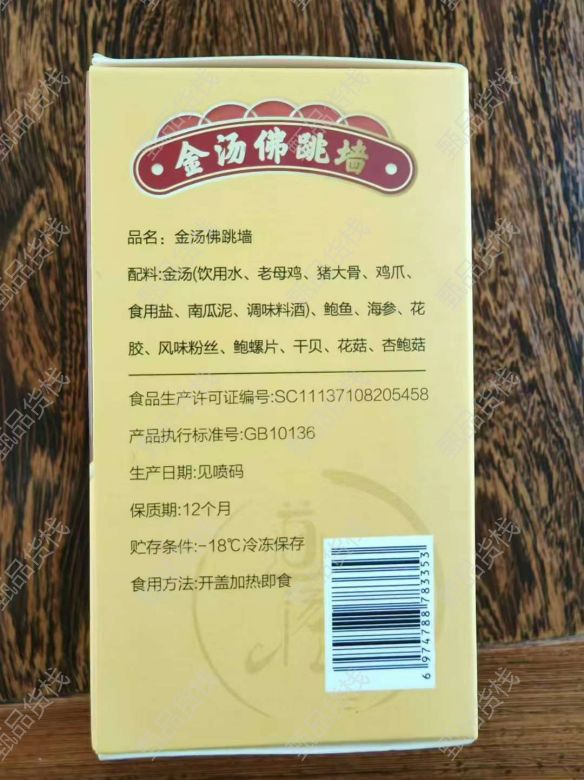 金汤佛跳墙
品名：金汤佛跳墙
配料:金汤(饮用水、老母鸡、猪大骨、鸡爪、
食用盐、南瓜泥、调味料酒)、鲍鱼、海参、花
胶、风味粉丝、鲍螺片、干贝、花菇、杏鲍菇
食品生产许可证编号:SC11137108205458
产品执行标准号:GB10136
生产日期:见喷码
保质期:12个月
贮存条件:-18℃冷冻保存
食用方法:开盖加热即食
6974788783353
甄品货栈